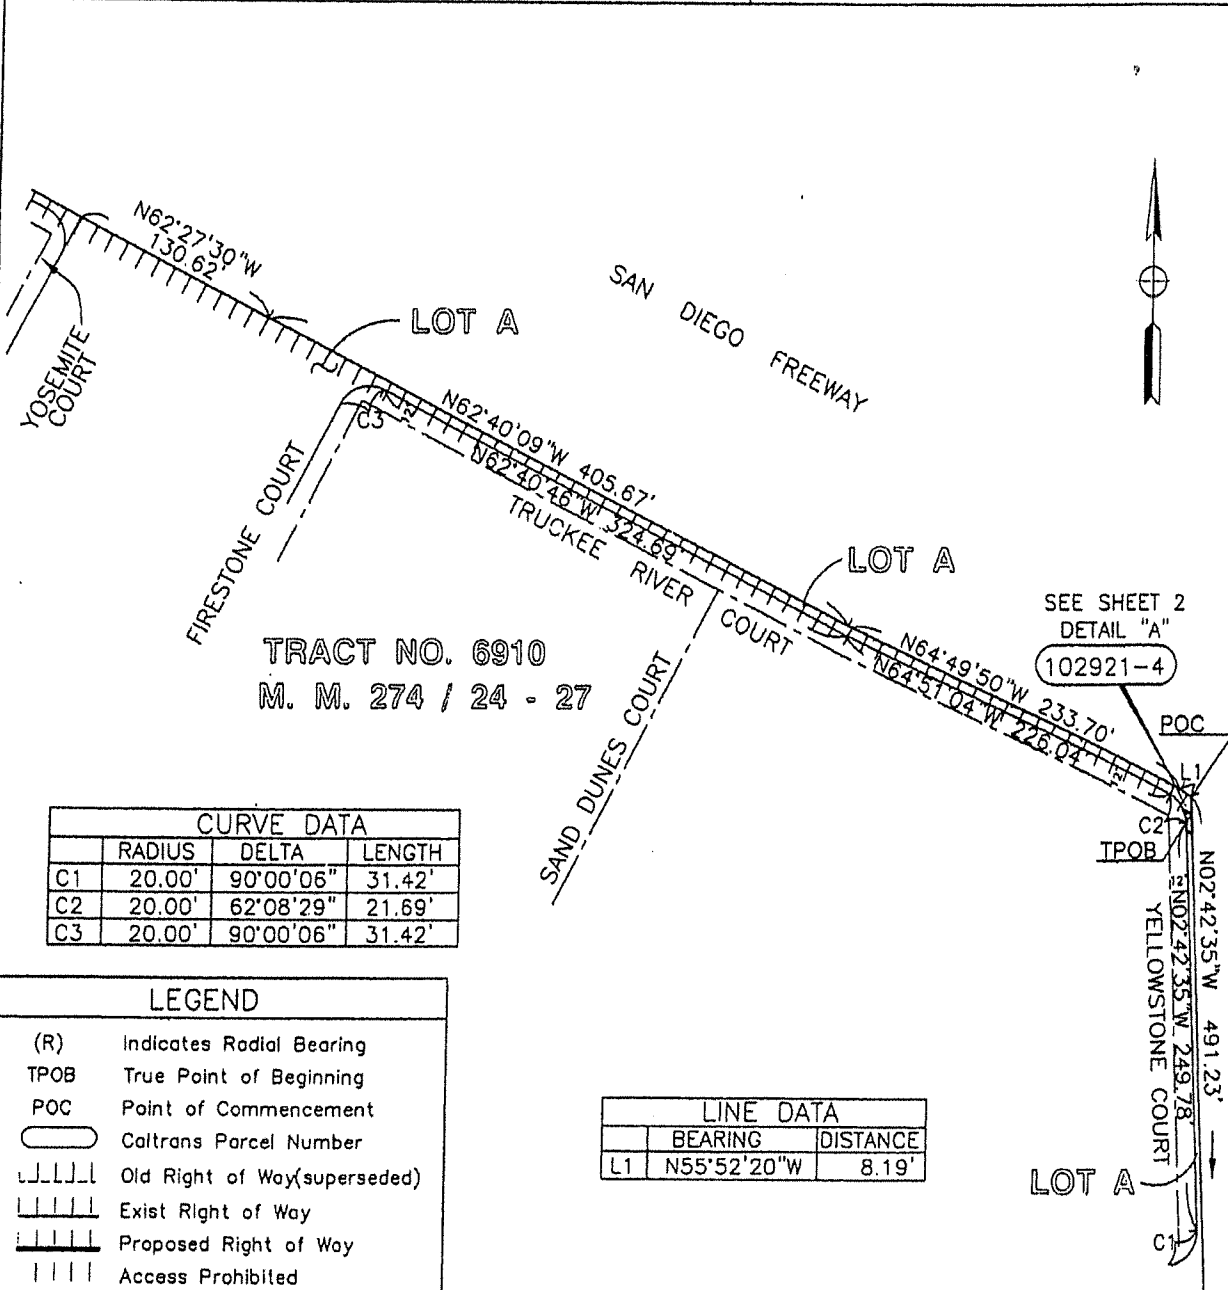 N62°27'30"W
130.62'
LOT A
SAN DIEGO FREEWAY
YOSEMITE
COURT
C3
12'
N62°40'09"W 405.67'
N62°40'46"W 324.69'
TRUCKEE RIVER COURT
FIRESTONE COURT
LOT A
SEE SHEET 2
DETAIL "A"
102921-4
N64°49'50"W 233.70'
N64°51'04"W 226.04'
12'
POC
L1
C2
TPOB
TRACT NO. 6910
M. M. 274 / 24 - 27
SAND DUNES COURT
12'
N02°42'35"W 249.78'
N02°42'35"W 491.23'
YELLOWSTONE COURT
LOT A
C1
CURVE DATA
RADIUS DELTA LENGTH
C1 20.00' 90°00'06" 31.42'
C2 20.00' 62°08'29" 21.69'
C3 20.00' 90°00'06" 31.42'
LEGEND
(R) Indicates Radial Bearing
TPOB True Point of Beginning
POC Point of Commencement
Caltrans Parcel Number
Old Right of Way(superseded)
Exist Right of Way
Proposed Right of Way
Access Prohibited
LINE DATA
BEARING DISTANCE
L1 N55°52'20"W 8.19'